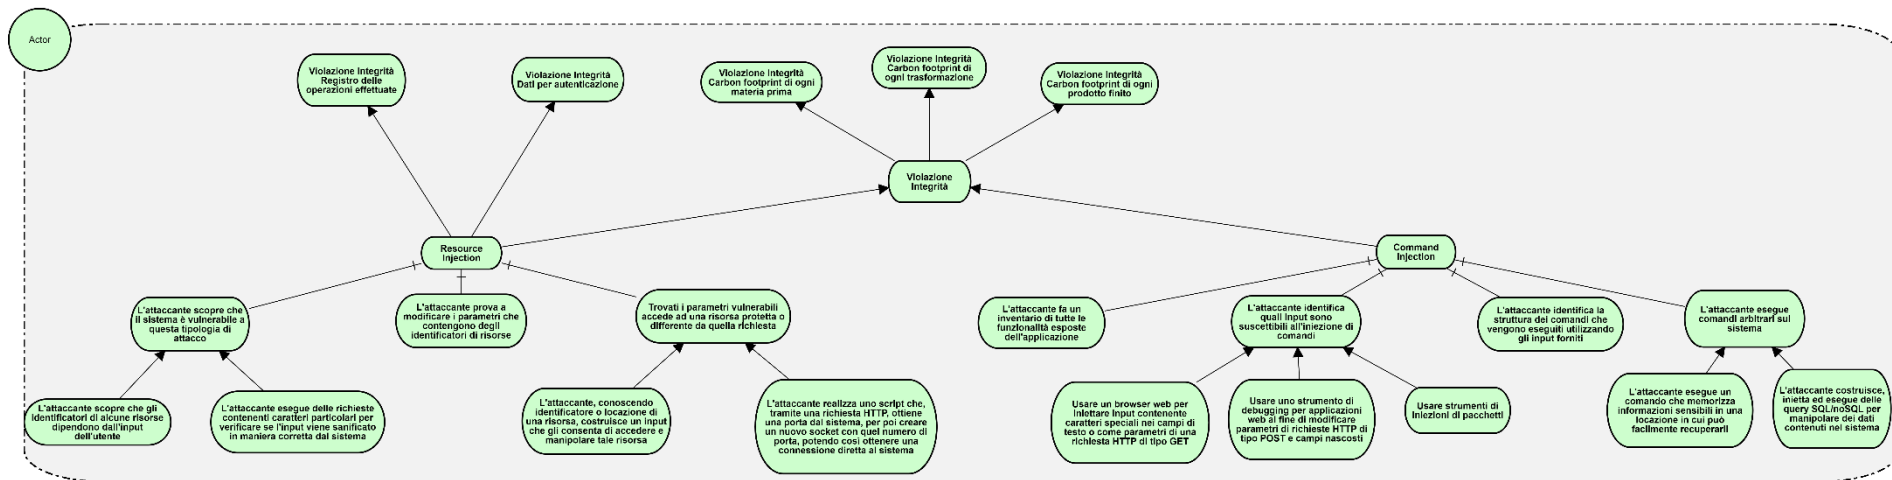 Actor
Violazione Integrità
Registro delle
operazioni effettuate
Violazione Integrità
Dati per autenticazione
Violazione Integrità
Carbon footprint di ogni
materia prima
Violazione Integrità
Carbon footprint di
ogni trasformazione
Violazione Integrità
Carbon footprint di ogni
prodotto finito
Violazione
Integrità
Resource
Injection
Command
Injection
L'attaccante scopre che
il sistema è vulnerabile a
questa tipologia di
attacco
L'attaccante prova a
modificare i parametri che
contengono degli
identificatori di risorse
Trovati i parametri vulnerabili
accede ad una risorsa protetta o
differente da quella richiesta
L'attaccante fa un
inventario di tutte le
funzionalità esposte
dell'applicazione
L'attaccante identifica
quali input sono
suscettibili all'iniezione di
comandi
L'attaccante identifica la
struttura dei comandi che
vengono eseguiti utilizzando
gli input forniti
L'attaccante esegue
comandi arbitrari sul
sistema
L'attaccante scopre che gli
identificatori di alcune risorse
dipendono dall'input
dell'utente
L'attaccante esegue delle richieste
contenenti caratteri particolari per
verificare se l'input viene sanificato
in maniera corretta dal sistema
L'attaccante, conoscendo
identificatore o locazione di
una risorsa, costruisce un input
che gli consenta di accedere e
manipolare tale risorsa
L'attaccante realizza uno script che,
tramite una richiesta HTTP, ottiene
una porta dal sistema, per poi creare
un nuovo socket con quel numero di
porta, potendo così ottenere una
connessione diretta al sistema
Usare un browser web per
iniettare input contenente
caratteri speciali nei campi di
testo o come parametri di una
richiesta HTTP di tipo GET
Usare uno strumento di
debugging per applicazioni
web al fine di modificare
parametri di richieste HTTP di
tipo POST e campi nascosti
Usare strumenti di
iniezioni di pacchetti
L'attaccante esegue un
comando che memorizza
informazioni sensibili in una
locazione in cui può
facilmente recuperarli
L'attaccante costruisce,
inietta ed esegue delle
query SQL/noSQL per
manipolare dei dati
contenuti nel sistema